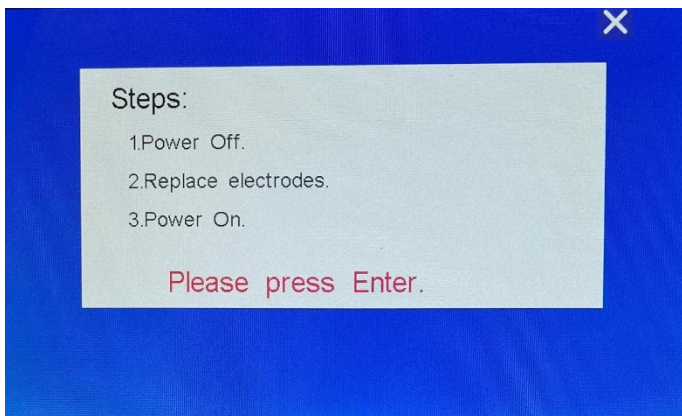 Steps:
1.Power Off.
2.Replace electrodes.
3.Power On.
Please press Enter.